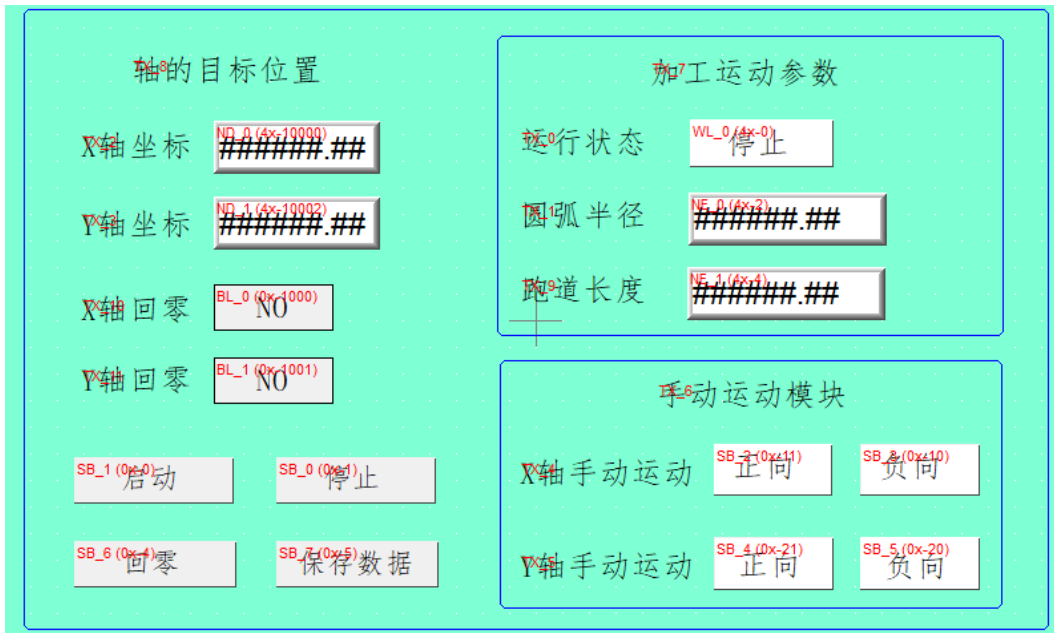 轴的目标位置
X轴坐标
ND_0 (4x-10000)
######.##
Y轴坐标
ND_1 (4x-10002)
######.##
X轴回零
BL_0 (0x-1000)
NO
Y轴回零
BL_1 (0x-1001)
NO
SB_1 (0x-0)
启动
SB_0 (0x-1)
停止
SB_6 (0x-4)
回零
SB_7 (0x-5)
保存数据
加工运动参数
运行状态
WL_0 (4x-0)
停止
圆弧半径
NE_0 (4x-2)
######.##
跑道长度
NE_1 (4x-4)
######.##
手动运动模块
X轴手动运动
SB_2 (0x-11)
正向
SB_3 (0x-10)
负向
Y轴手动运动
SB_4 (0x-21)
正向
SB_5 (0x-20)
负向